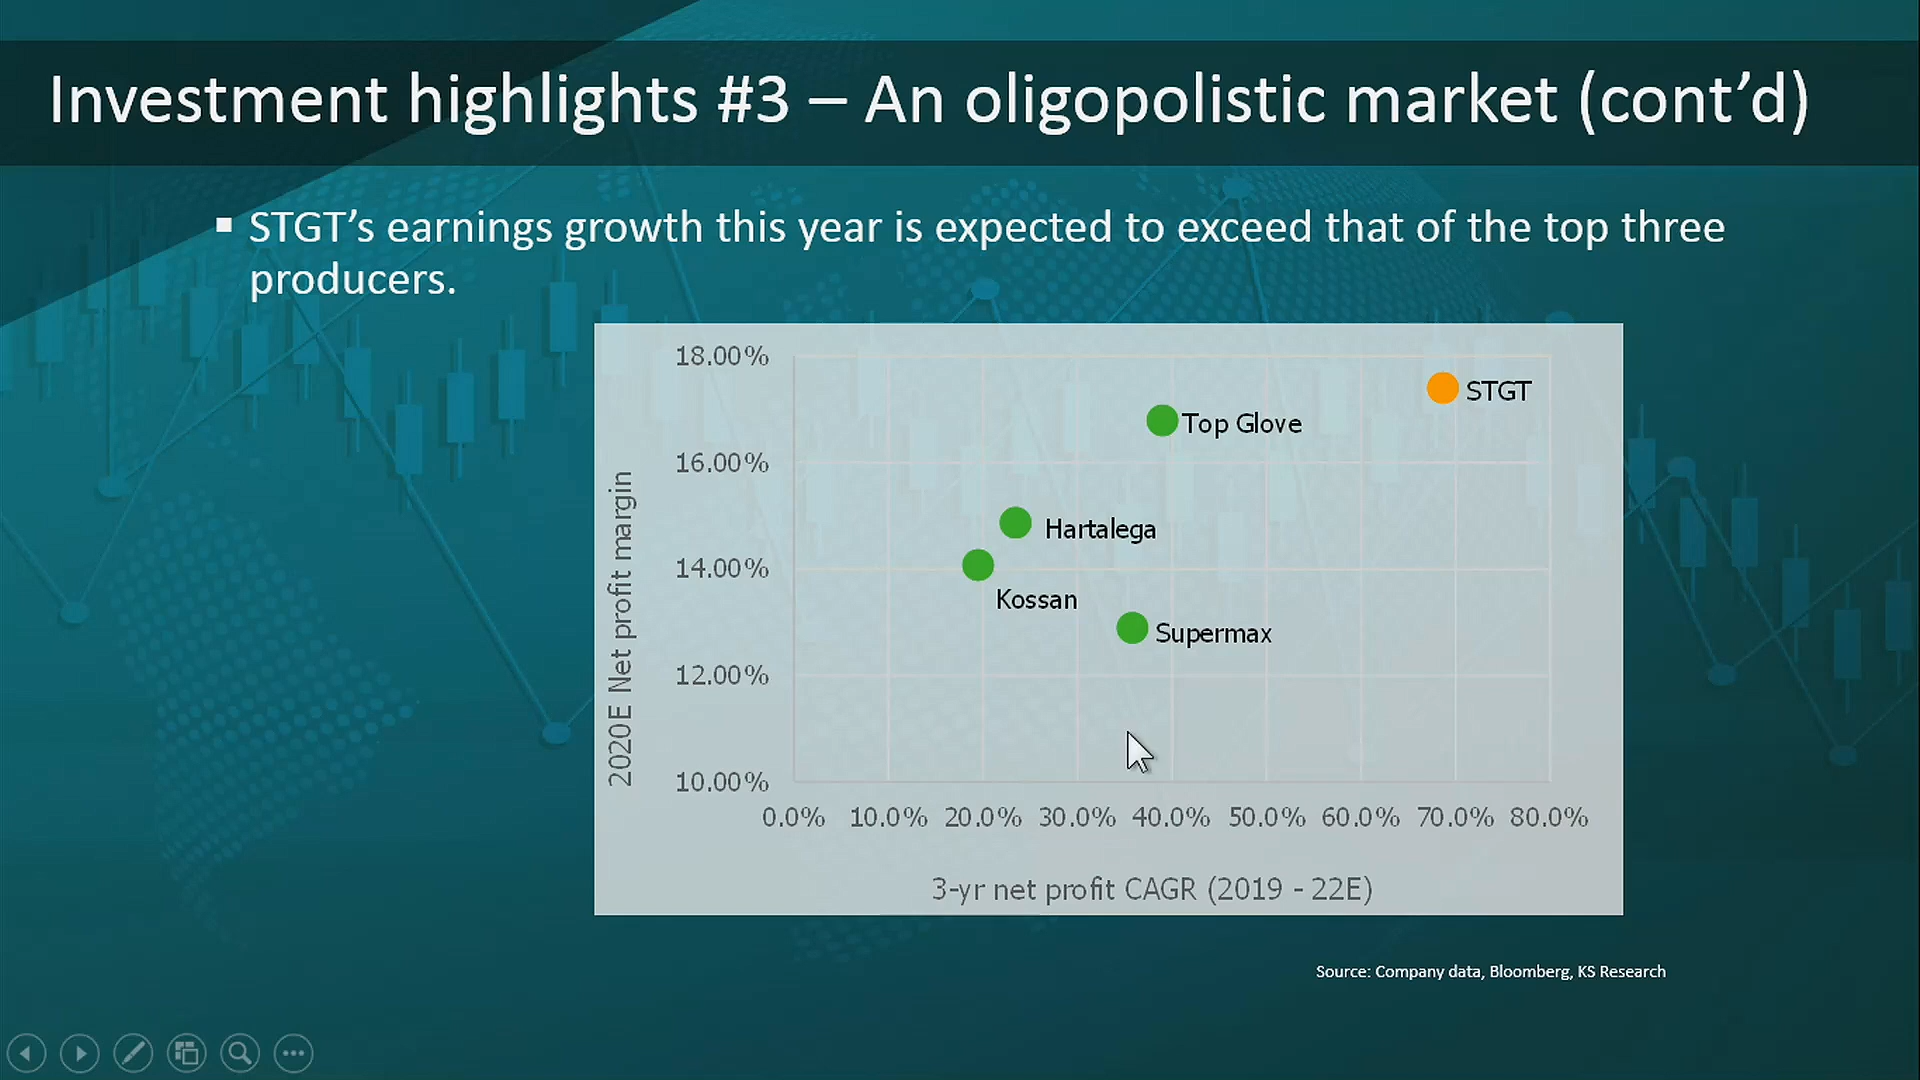 Investment highlights #3 – An oligopolistic market (cont’d)
▪ STGT’s earnings growth this year is expected to exceed that of the top three
producers.
18.00%
16.00%
14.00%
12.00%
10.00%
2020E Net profit margin
STGT
Top Glove
Hartalega
Kossan
Supermax
0.0% 10.0% 20.0% 30.0% 40.0% 50.0% 60.0% 70.0% 80.0%
3-yr net profit CAGR (2019 - 22E)
Source: Company data, Bloomberg, KS Research